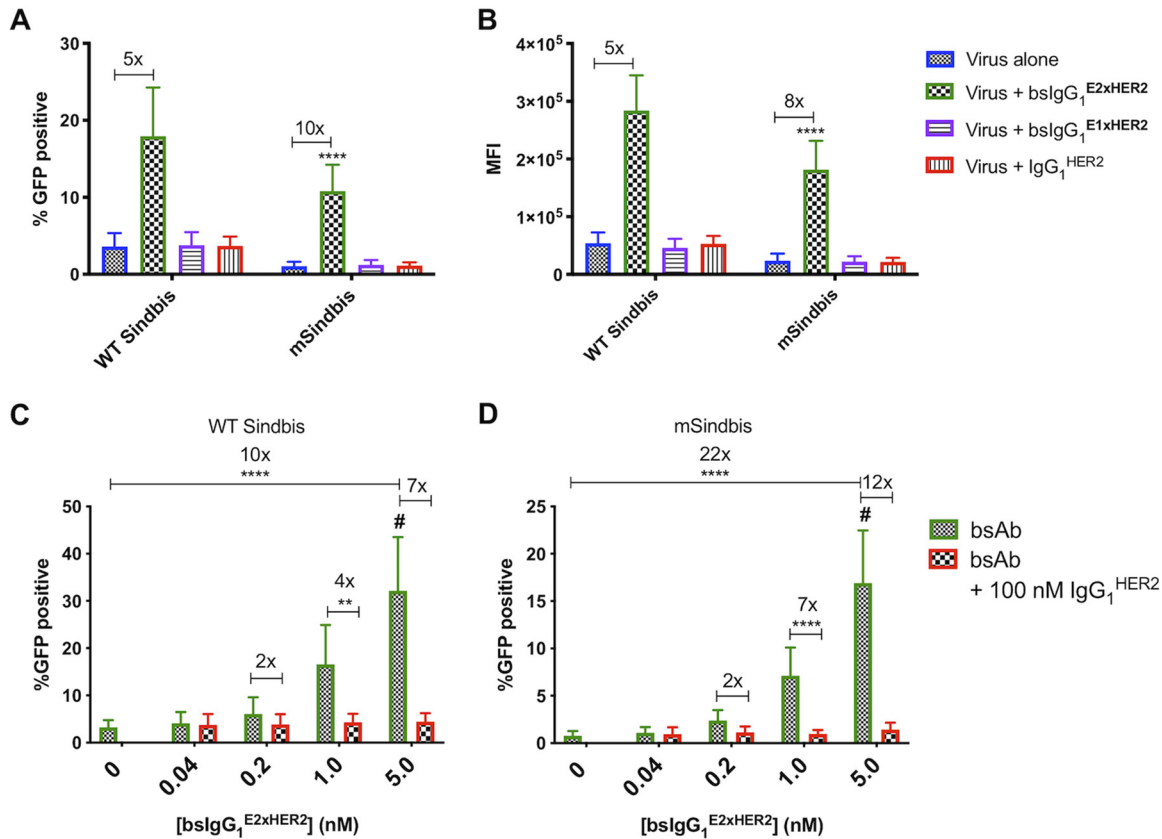 A
30
20
10
0
% GFP positive
5x
10x
****
WT Sindbis
mSindbis
B
4×10⁵
3×10⁵
2×10⁵
1×10⁵
0
MFI
5x
8x
****
WT Sindbis
mSindbis
Virus alone
Virus + bsIgG₁ᴱ²ˣᴴᴱᴿ²
Virus + bsIgG₁ᴱ¹ˣᴴᴱᴿ²
Virus + IgG₁ᴴᴱᴿ²
C
WT Sindbis
10x
****
7x
#
4x
**
2x
50
40
30
20
10
0
%GFP positive
0
0.04
0.2
1.0
5.0
[bsIgG₁ᴱ²ˣᴴᴱᴿ²] (nM)
D
mSindbis
22x
****
12x
#
7x
****
2x
25
20
15
10
5
0
%GFP positive
0
0.04
0.2
1.0
5.0
[bsIgG₁ᴱ²ˣᴴᴱᴿ²] (nM)
bsAb
bsAb
+ 100 nM IgG₁ᴴᴱᴿ²